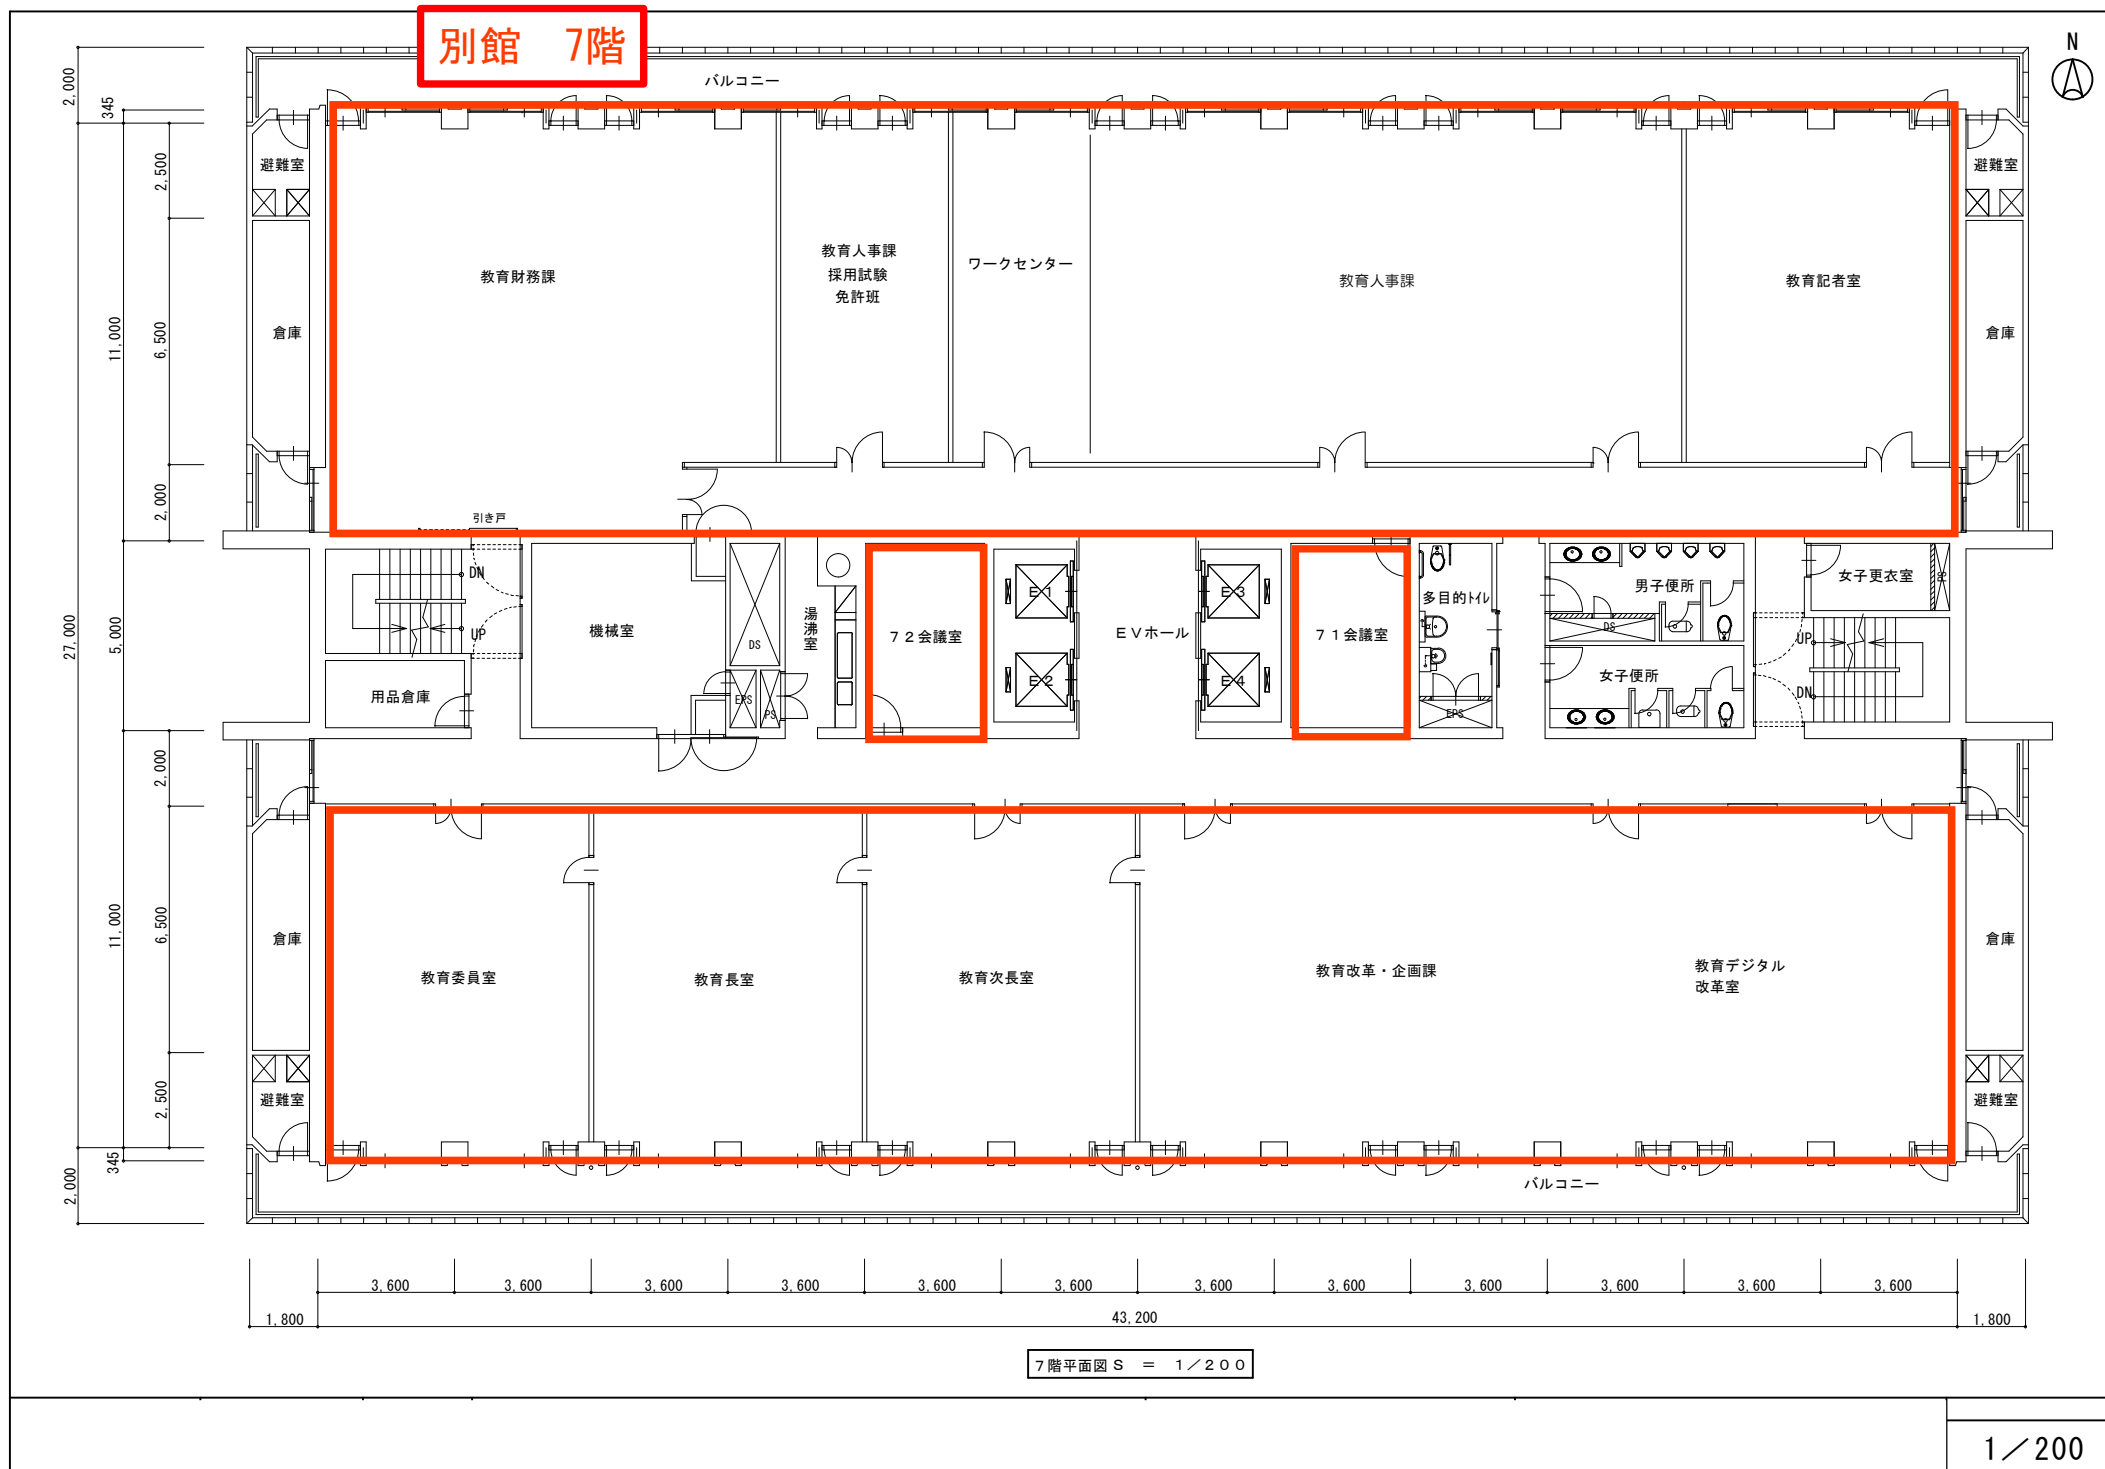 別館　7階
N
バルコニー
2,000
345
2,500
6,500
11,000
2,000
27,000
5,000
2,000
11,000
6,500
2,500
345
2,000
避難室
避難室
倉庫
倉庫
教育財務課
教育人事課
採用試験
免許班
ワークセンター
教育人事課
教育記者室
引き戸
DN
UP
用品倉庫
機械室
DS
EPS
PS
湯沸室
７２会議室
E1
E2
ＥＶホール
E3
E4
７１会議室
多目的ﾄｲﾚ
EPS
男子便所
DS
女子便所
女子更衣室
PS
UP
DN
倉庫
倉庫
教育委員室
教育長室
教育次長室
教育改革・企画課
教育デジタル
改革室
避難室
避難室
バルコニー
3,600
3,600
3,600
3,600
3,600
3,600
3,600
3,600
3,600
3,600
3,600
3,600
1,800
43,200
1,800
７階平面図Ｓ　＝　１／２００
1／200